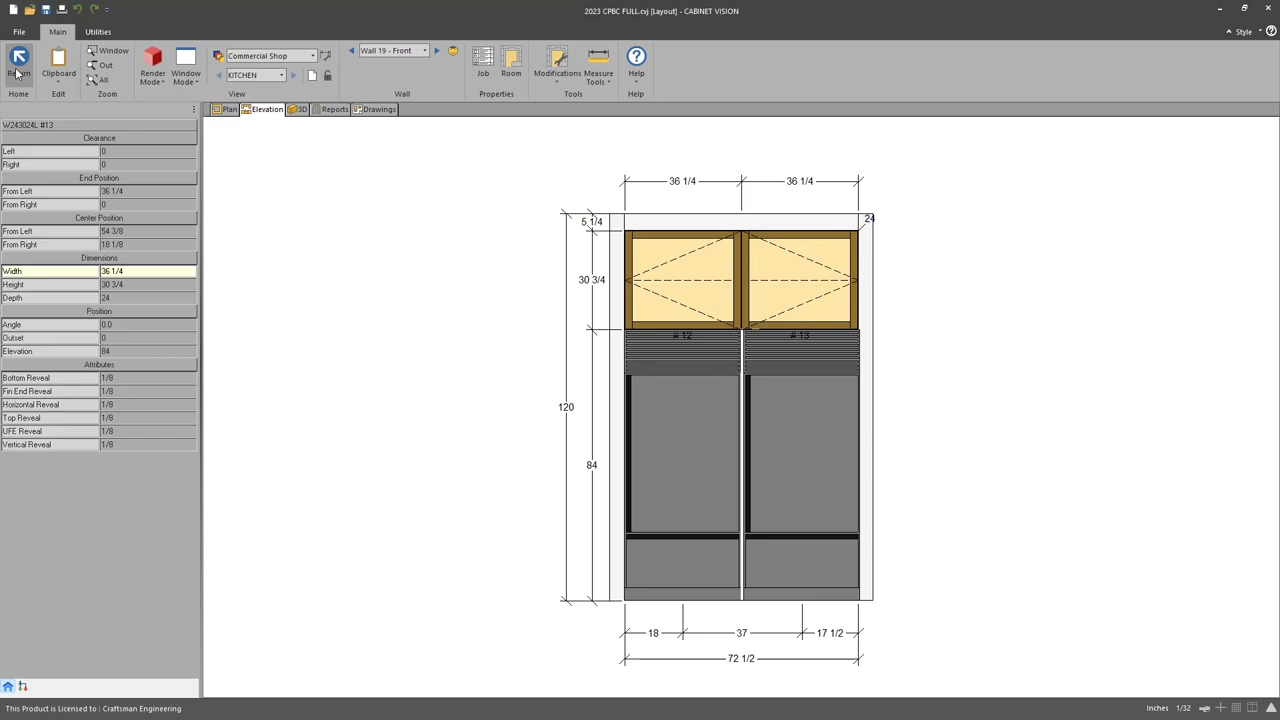 2023 CPBC FULL.cvj [Layout] - CABINET VISION
File Main Utilities Style
Return Clipboard Window Out All Render Mode Window Mode Commercial Shop KITCHEN Wall 19 - Front Job Room Modifications Measure Tools Help
Home Edit Zoom View Wall Properties Tools Help
Plan Elevation 3D Reports Drawings
W243024L #13
Clearance
Left 0
Right 0
End Position
From Left 36 1/4
From Right 0
Center Position
From Left 54 3/8
From Right 18 1/8
Dimensions
Width 36 1/4
Height 30 3/4
Depth 24
Position
Angle 0.0
Outset 0
Elevation 84
Attributes
Bottom Reveal 1/8
Fin End Reveal 1/8
Horizontal Reveal 1/8
Top Reveal 1/8
UFE Reveal 1/8
Vertical Reveal 1/8
36 1/4 36 1/4
5 1/4 24
30 3/4
# 12 # 13
120
84
18 37 17 1/2
72 1/2
This Product is Licensed to : Craftsman Engineering Inches 1/32